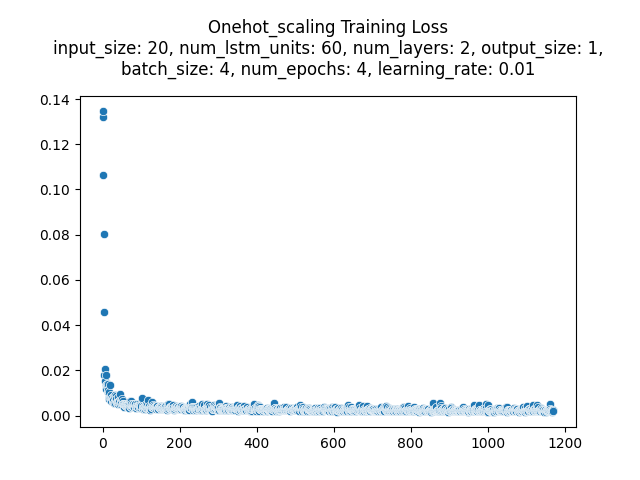 Onehot_scaling Training Loss
input_size: 20, num_lstm_units: 60, num_layers: 2, output_size: 1,
batch_size: 4, num_epochs: 4, learning_rate: 0.01
0.14
0.12
0.10
0.08
0.06
0.04
0.02
0.00
0 200 400 600 800 1000 1200